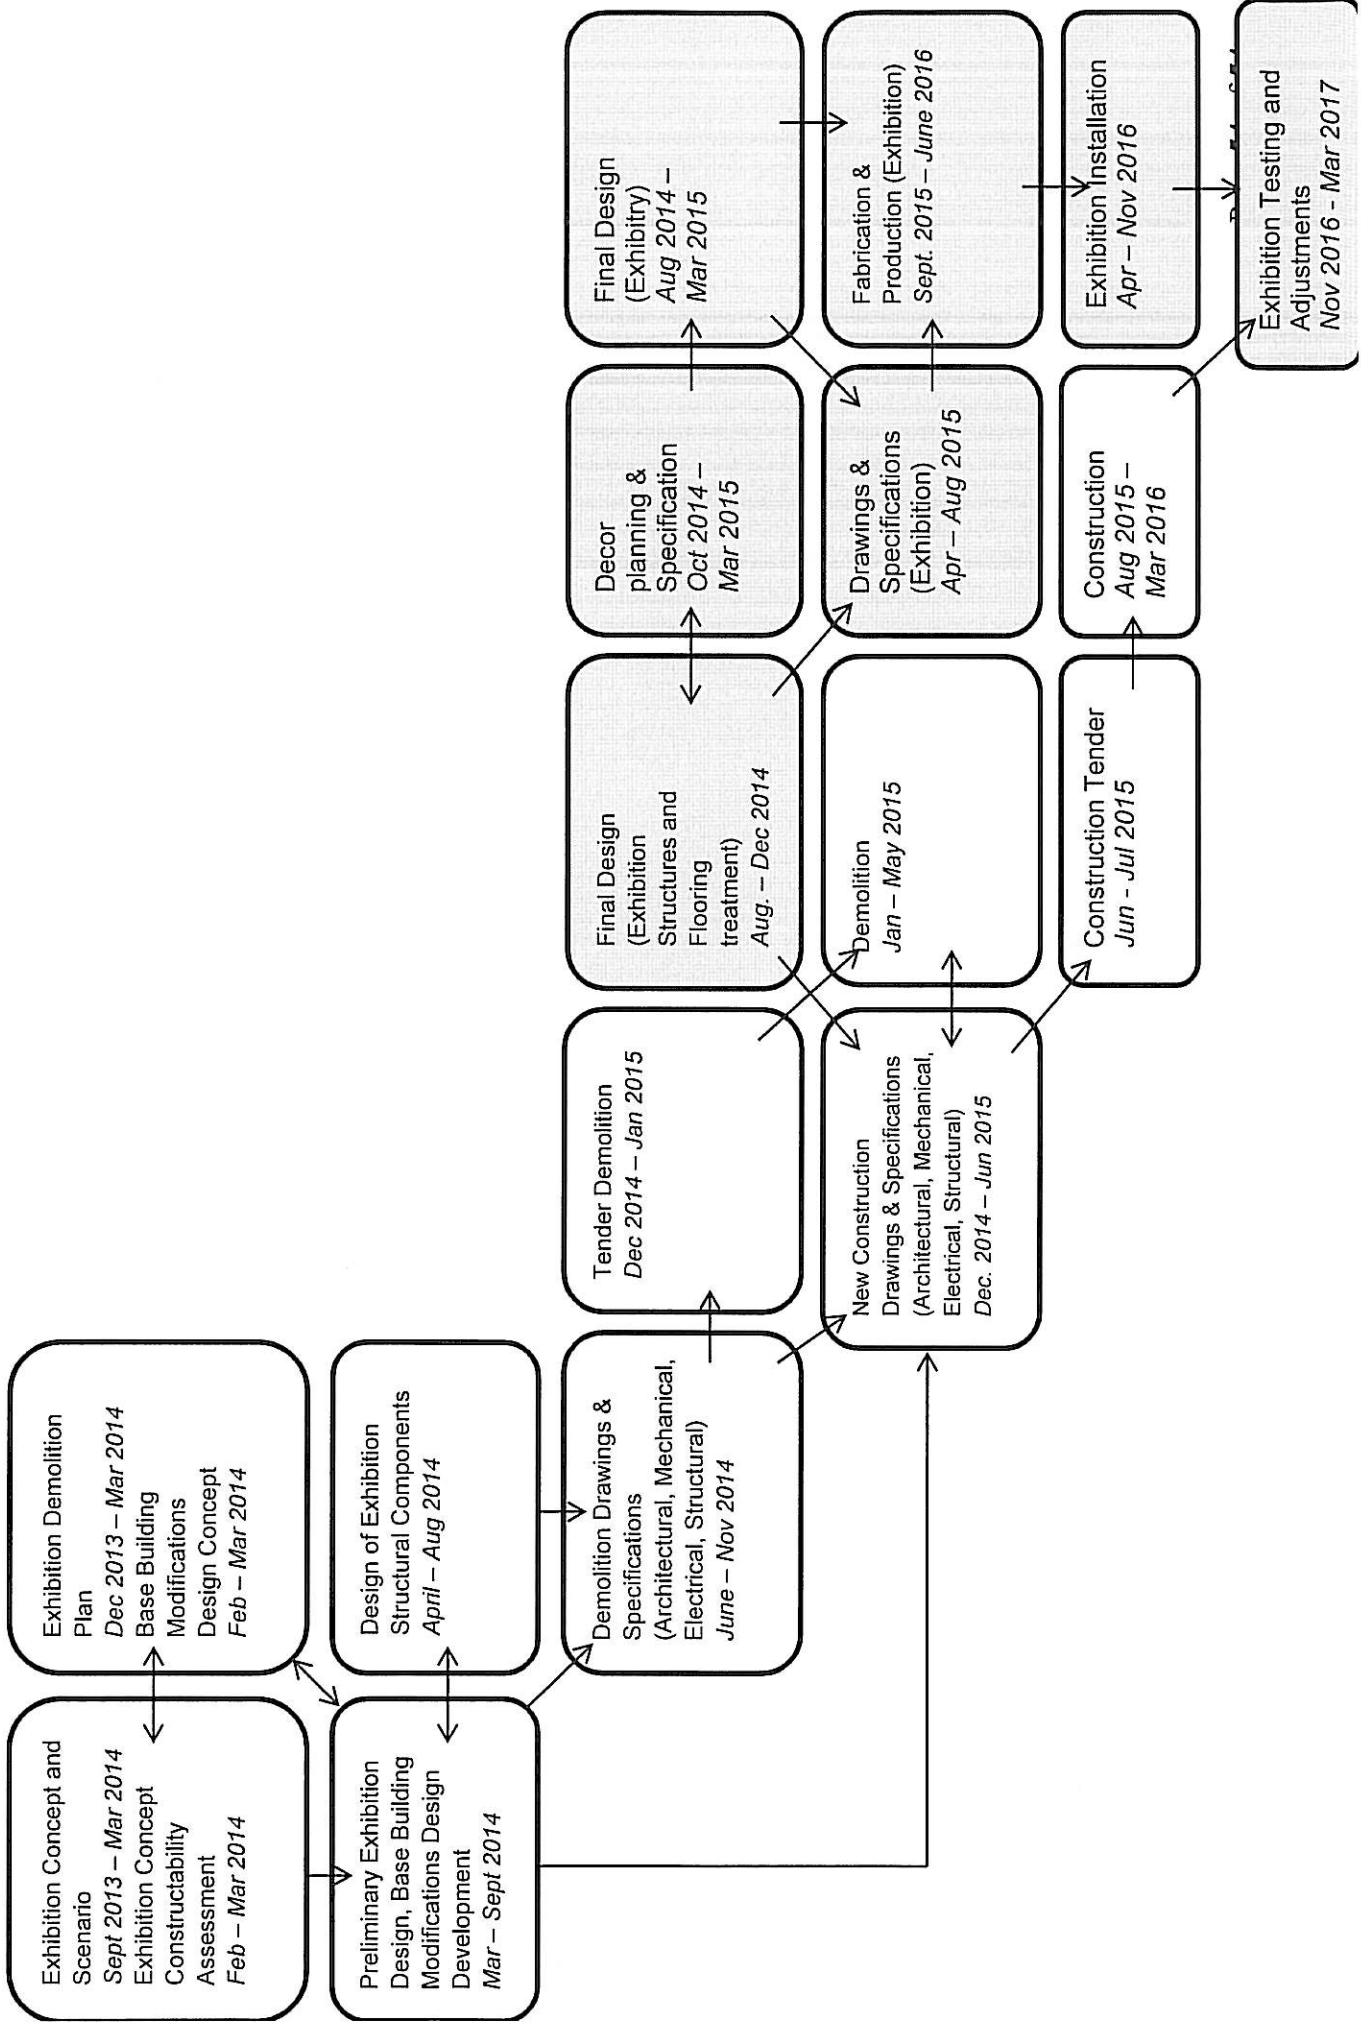 Exhibition Concept and
Scenario
Sept 2013 – Mar 2014
Exhibition Concept
Constructability
Assessment
Feb – Mar 2014
Exhibition Demolition
Plan
Dec 2013 – Mar 2014
Base Building
Modifications
Design Concept
Feb – Mar 2014
Preliminary Exhibition
Design, Base Building
Modifications Design
Development
Mar – Sept 2014
Design of Exhibition
Structural Components
April – Aug 2014
Demolition Drawings &
Specifications
(Architectural, Mechanical,
Electrical, Structural)
June – Nov 2014
Tender Demolition
Dec 2014 – Jan 2015
Final Design
(Exhibition
Structures and
Flooring
treatment)
Aug. – Dec 2014
Decor
planning &
Specification
Oct 2014 –
Mar 2015
Final Design
(Exhibitry)
Aug 2014 –
Mar 2015
New Construction
Drawings & Specifications
(Architectural, Mechanical,
Electrical, Structural)
Dec. 2014 – Jun 2015
Demolition
Jan – May 2015
Drawings &
Specifications
(Exhibition)
Apr – Aug 2015
Fabrication &
Production (Exhibition)
Sept. 2015 – June 2016
Construction Tender
Jun - Jul 2015
Construction
Aug 2015 –
Mar 2016
Exhibition Installation
Apr – Nov 2016
Exhibition Testing and
Adjustments
Nov 2016 - Mar 2017